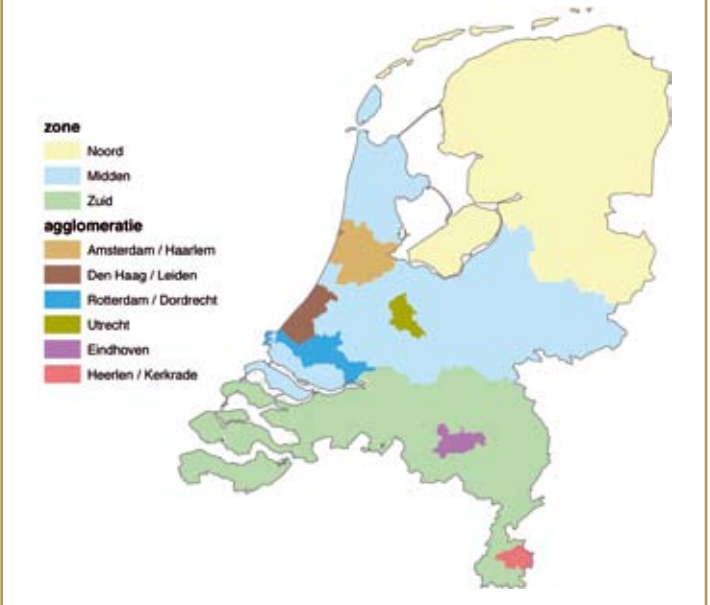 zone
Noord
Midden
Zuid
agglomeratie
Amsterdam / Haarlem
Den Haag / Leiden
Rotterdam / Dordrecht
Utrecht
Eindhoven
Heerlen / Kerkrade